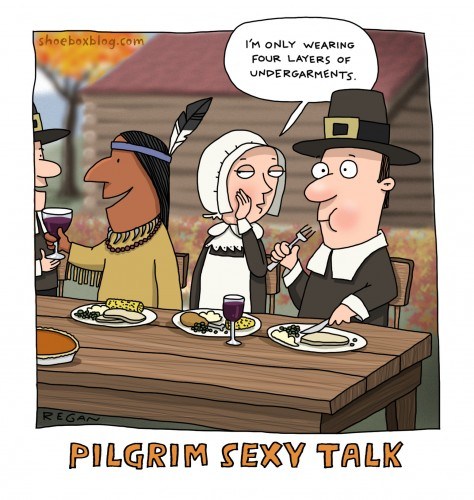 shoeboxblog.com
I'M ONLY WEARING
FOUR LAYERS OF
UNDERGARMENTS.
REGAN
PILGRIM SEXY TALK